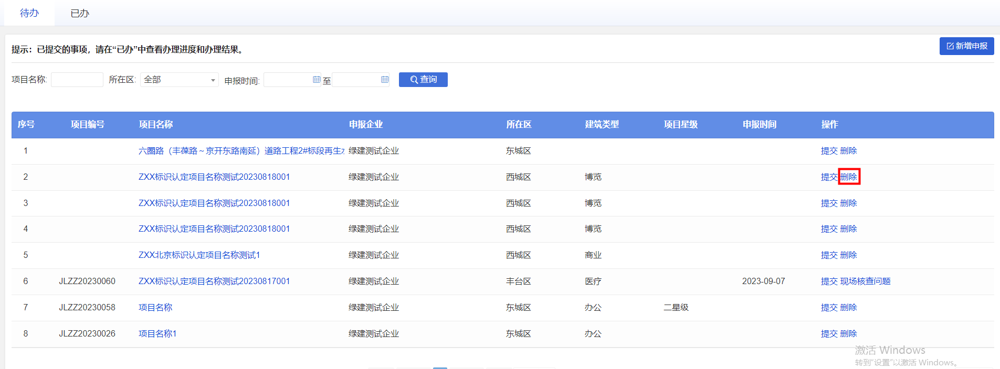 待办 已办
提示：已提交的事项，请在“已办”中查看办理进度和办理结果。 新增申报
项目名称: 所在区: 全部 申报时间: 至 查询
序号 项目编号 项目名称 申报企业 所在区 建筑类型 项目星级 申报时间 操作
1 六圈路（丰葆路～京开东路南延）道路工程2#标段再生 绿建测试企业 东城区 提交 删除
2 ZXX标识认定项目名称测试20230818001 绿建测试企业 西城区 博览 提交 删除
3 ZXX标识认定项目名称测试20230818001 绿建测试企业 西城区 博览 提交 删除
4 ZXX标识认定项目名称测试20230818001 绿建测试企业 西城区 博览 提交 删除
5 ZXX北京标识认定项目名称测试1 绿建测试企业 西城区 商业 提交 删除
6 JLZZ20230060 ZXX标识认定项目名称测试20230817001 绿建测试企业 丰台区 医疗 2023-09-07 提交 现场核查问题
7 JLZZ20230058 项目名称 绿建测试企业 东城区 办公 二星级 提交 删除
8 JLZZ20230026 项目名称1 绿建测试企业 东城区 办公 提交 删除
激活 Windows
转到“设置”以激活 Windows。